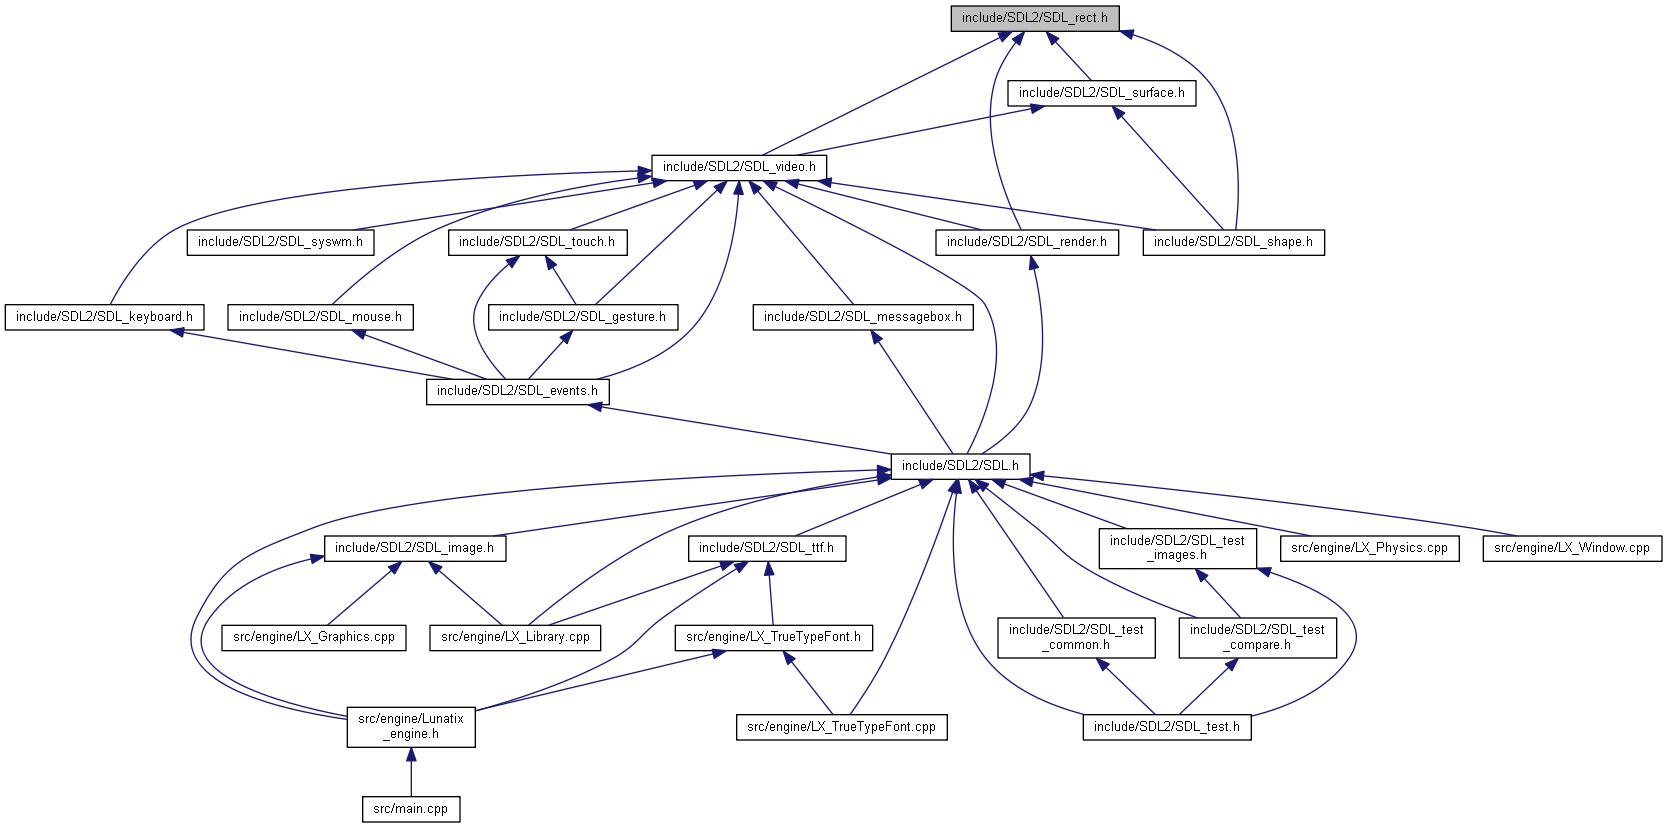 include/SDL2/SDL_rect.h
include/SDL2/SDL_surface.h
include/SDL2/SDL_video.h
include/SDL2/SDL_syswm.h
include/SDL2/SDL_touch.h
include/SDL2/SDL_render.h
include/SDL2/SDL_shape.h
include/SDL2/SDL_keyboard.h
include/SDL2/SDL_mouse.h
include/SDL2/SDL_gesture.h
include/SDL2/SDL_messagebox.h
include/SDL2/SDL_events.h
include/SDL2/SDL.h
include/SDL2/SDL_image.h
include/SDL2/SDL_ttf.h
include/SDL2/SDL_test
_images.h
src/engine/LX_Physics.cpp
src/engine/LX_Window.cpp
src/engine/LX_Graphics.cpp
src/engine/LX_Library.cpp
src/engine/LX_TrueTypeFont.h
include/SDL2/SDL_test
_common.h
include/SDL2/SDL_test
_compare.h
src/engine/Lunatix
_engine.h
src/engine/LX_TrueTypeFont.cpp
include/SDL2/SDL_test.h
src/main.cpp